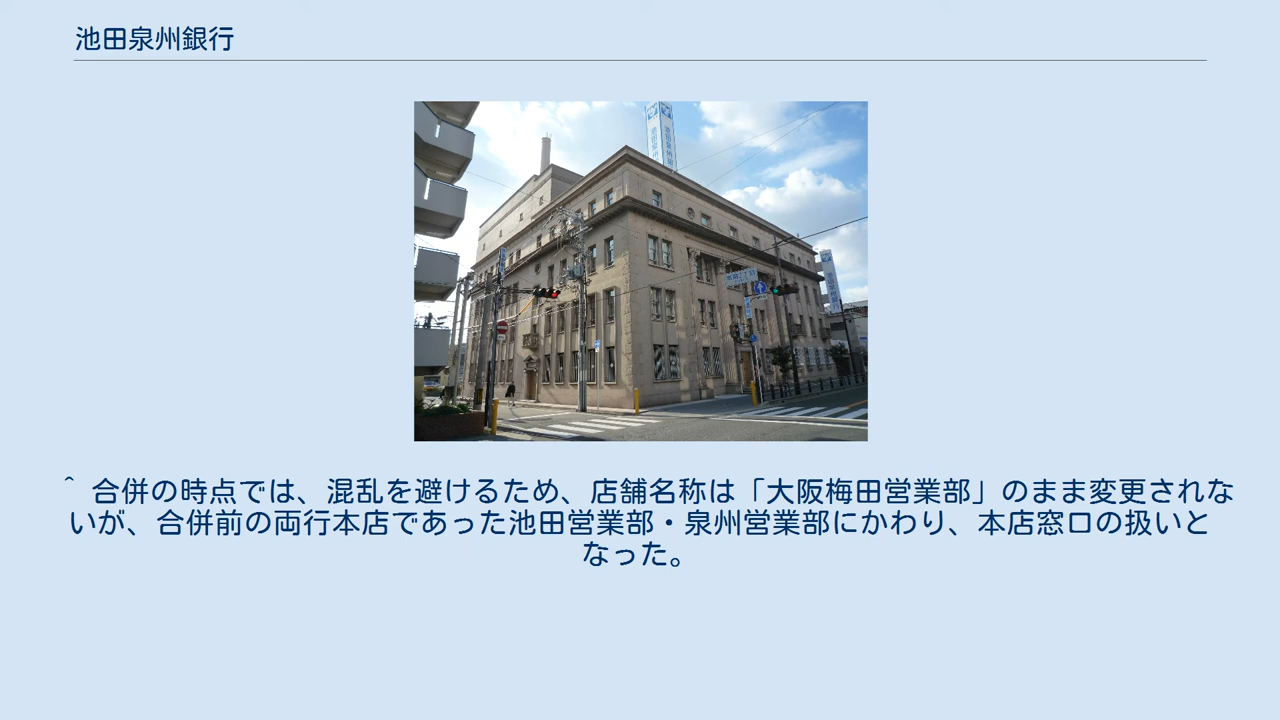 池田泉州銀行
池田泉州
^ 合併の時点では、混乱を避けるため、店舗名称は「大阪梅田営業部」のまま変更されな
いが、合併前の両行本店であった池田営業部・泉州営業部にかわり、本店窓口の扱いと
なった。